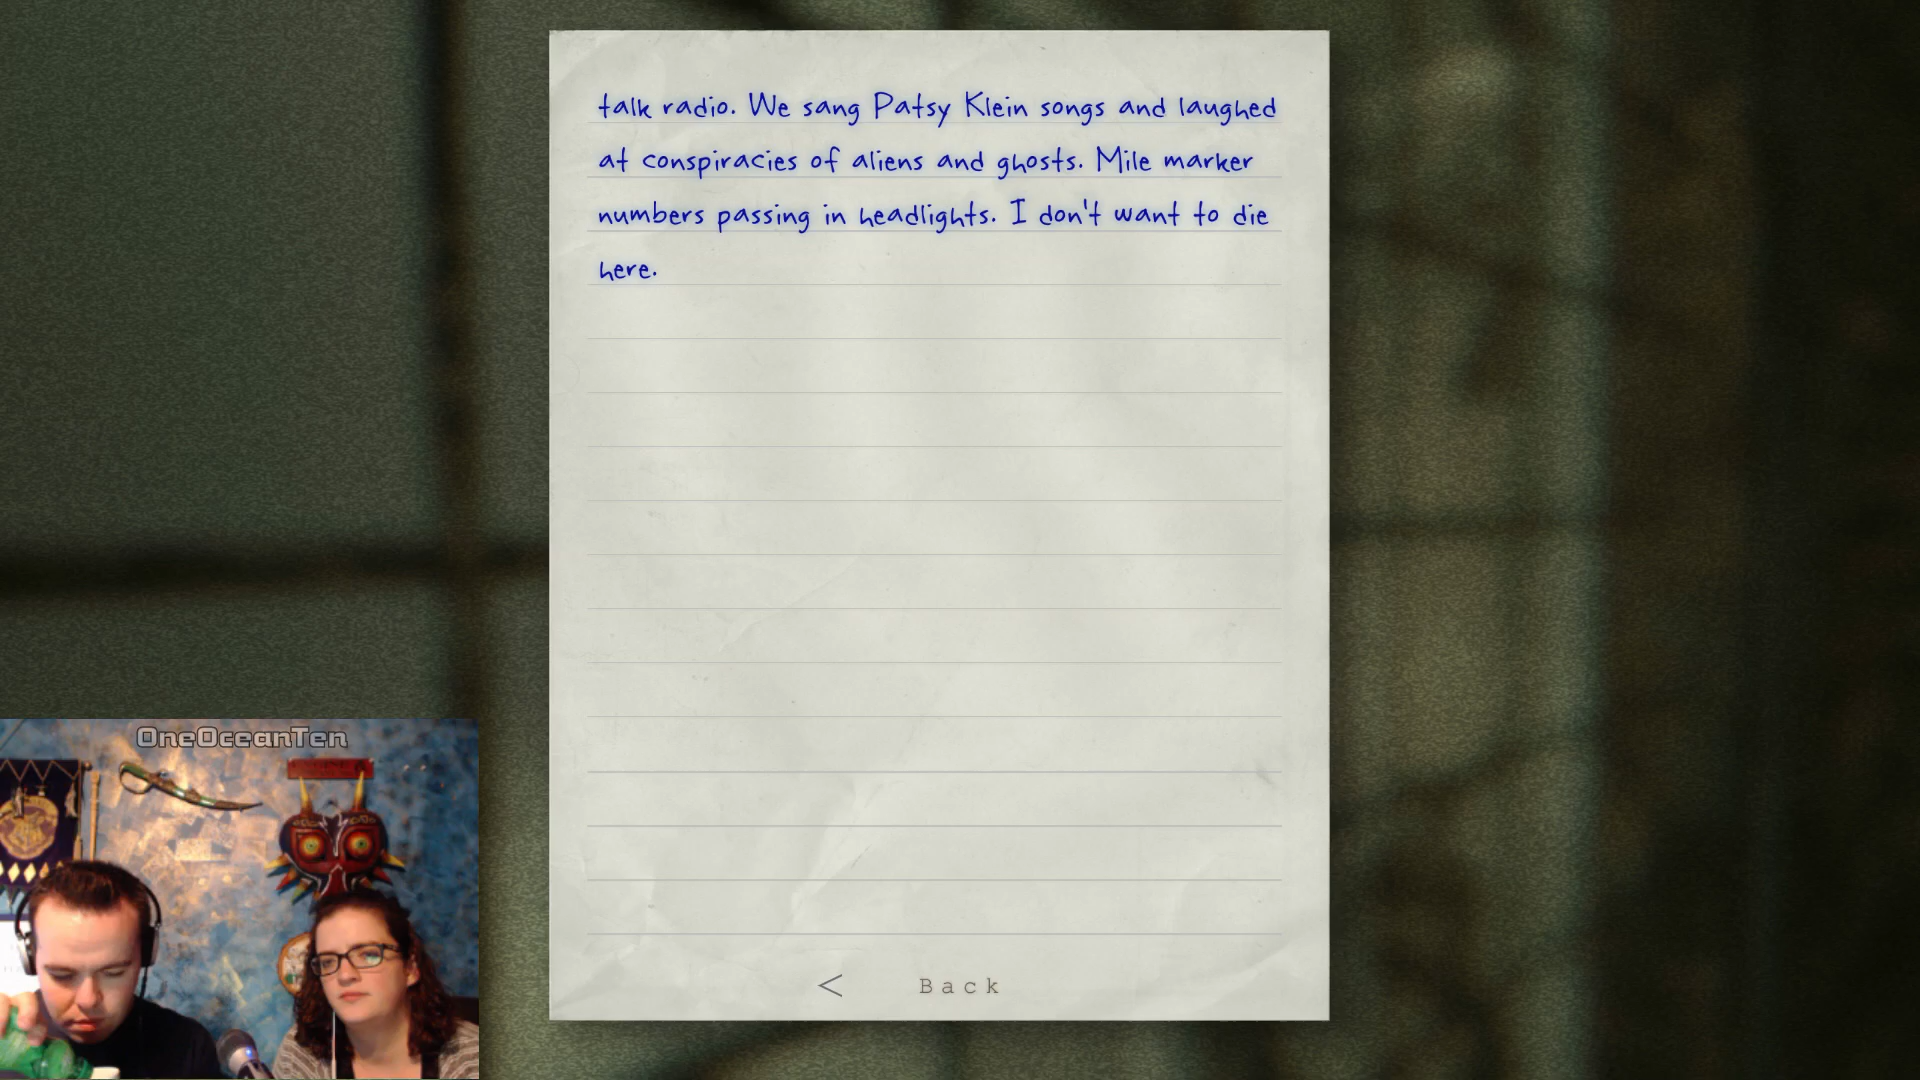 talk radio. We sang Patsy Klein songs and laughed
at conspiracies of aliens and ghosts. Mile marker
numbers passing in headlights. I don't want to die
here.
< Back
OneOceanTen